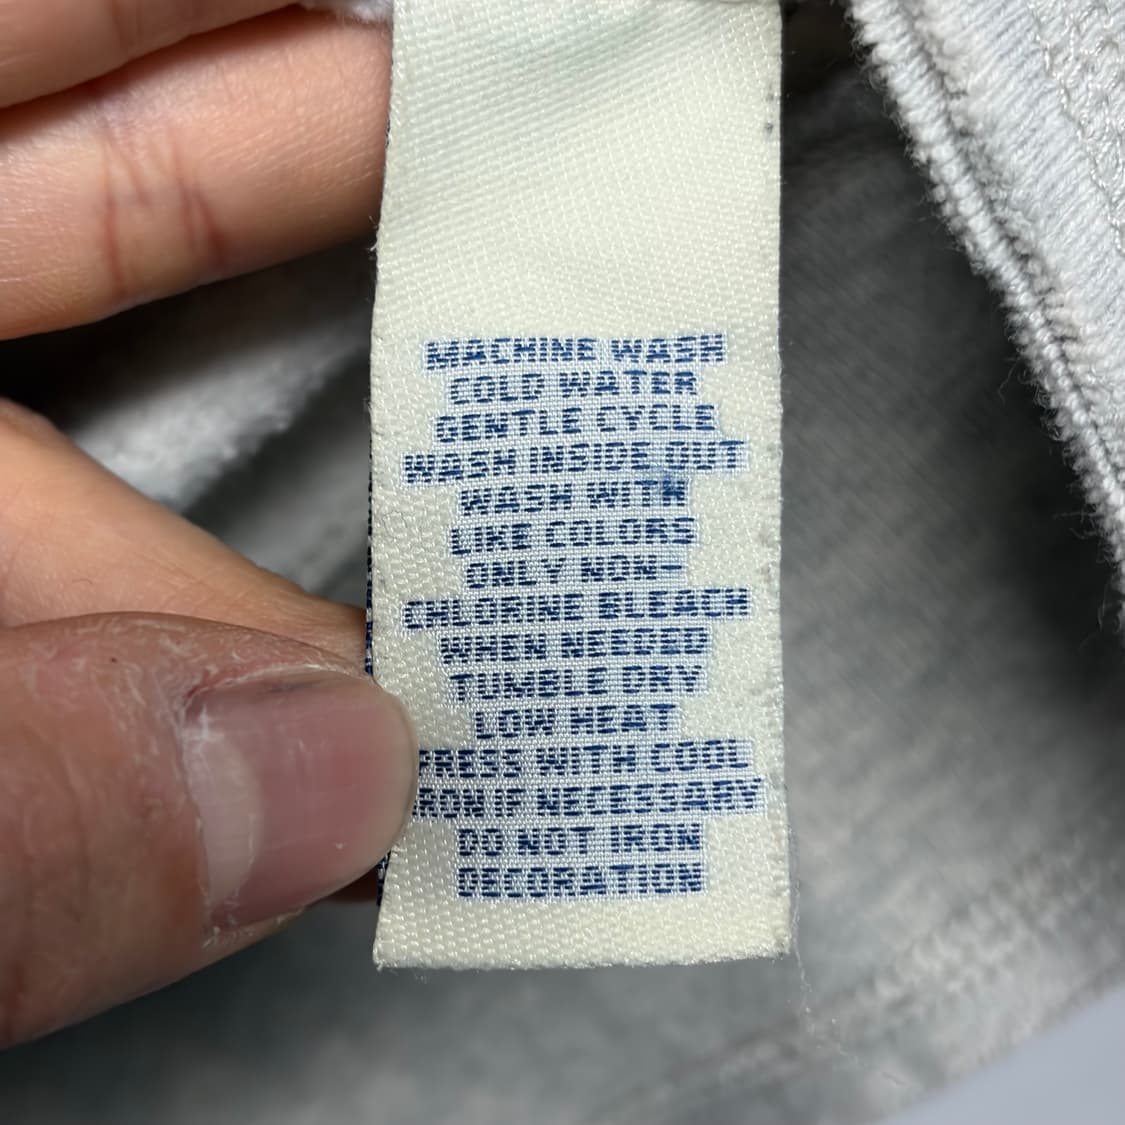 MACHINE WASH
COLD WATER
GENTLE CYCLE
WASH INSIDE OUT
WASH WITH
LIKE COLORS
ONLY NON-
CHLORINE BLEACH
WHEN NEEDED
TUMBLE DRY
LOW HEAT
PRESS WITH COOL
IRON IF NECESSARY
DO NOT IRON
DECORATION